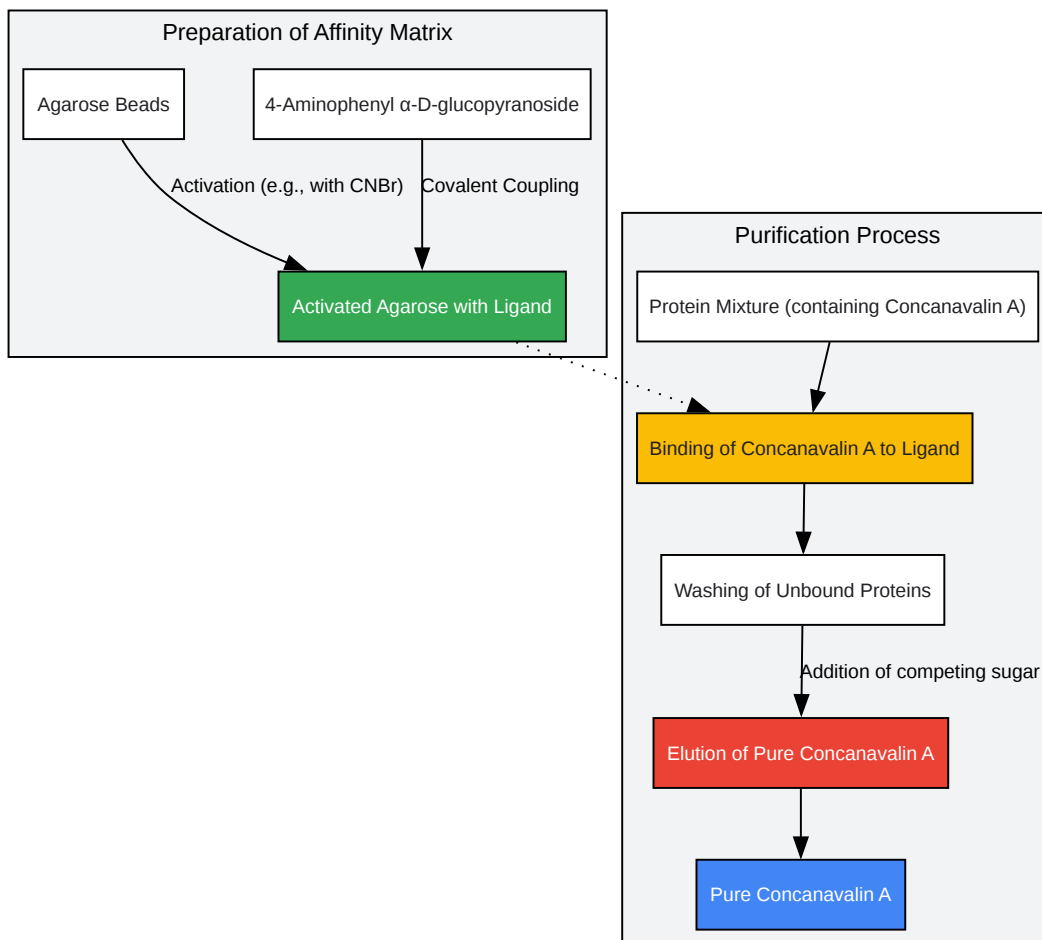 Preparation of Affinity Matrix
Agarose Beads
4-Aminophenyl α-D-glucopyranoside
Activation (e.g., with CNBr)
Covalent Coupling
Activated Agarose with Ligand
Purification Process
Protein Mixture (containing Concanavalin A)
Binding of Concanavalin A to Ligand
Washing of Unbound Proteins
Addition of competing sugar
Elution of Pure Concanavalin A
Pure Concanavalin A